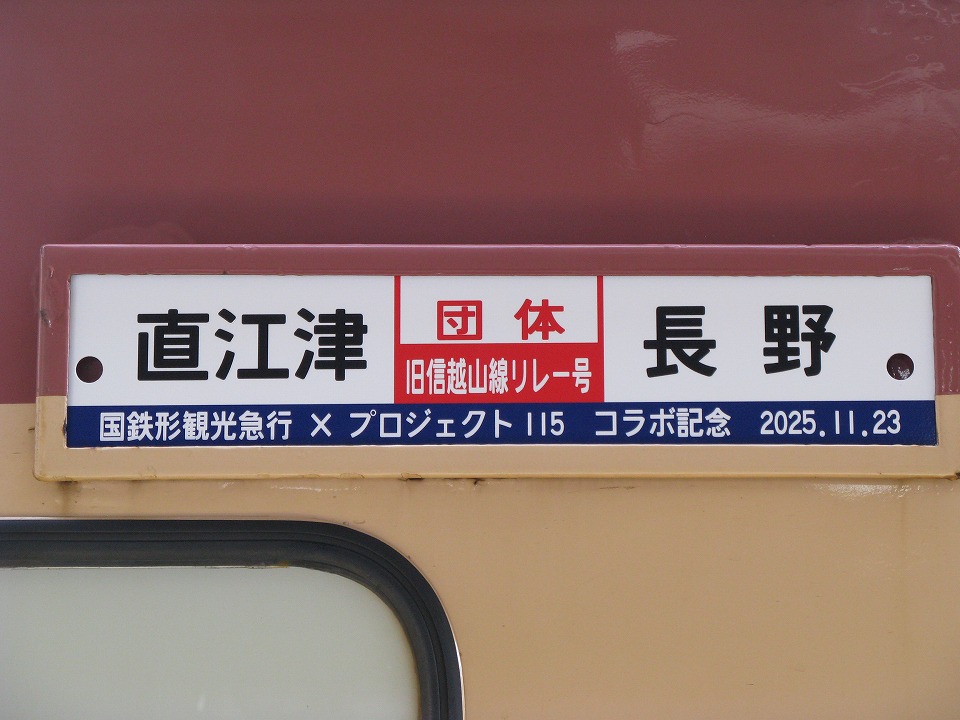 直江津
団体
旧信越山線リレー号
長野
国鉄形観光急行 × プロジェクト115 コラボ記念 2025.11.23